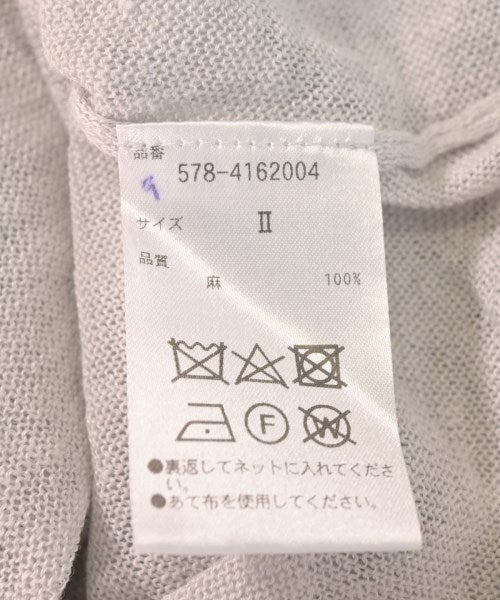 品番
578-4162004
9
サイズ Ⅱ
品質
麻 100%
F
W
●裏返してネットに入れてくださ
い。
●あて布を使用してください。